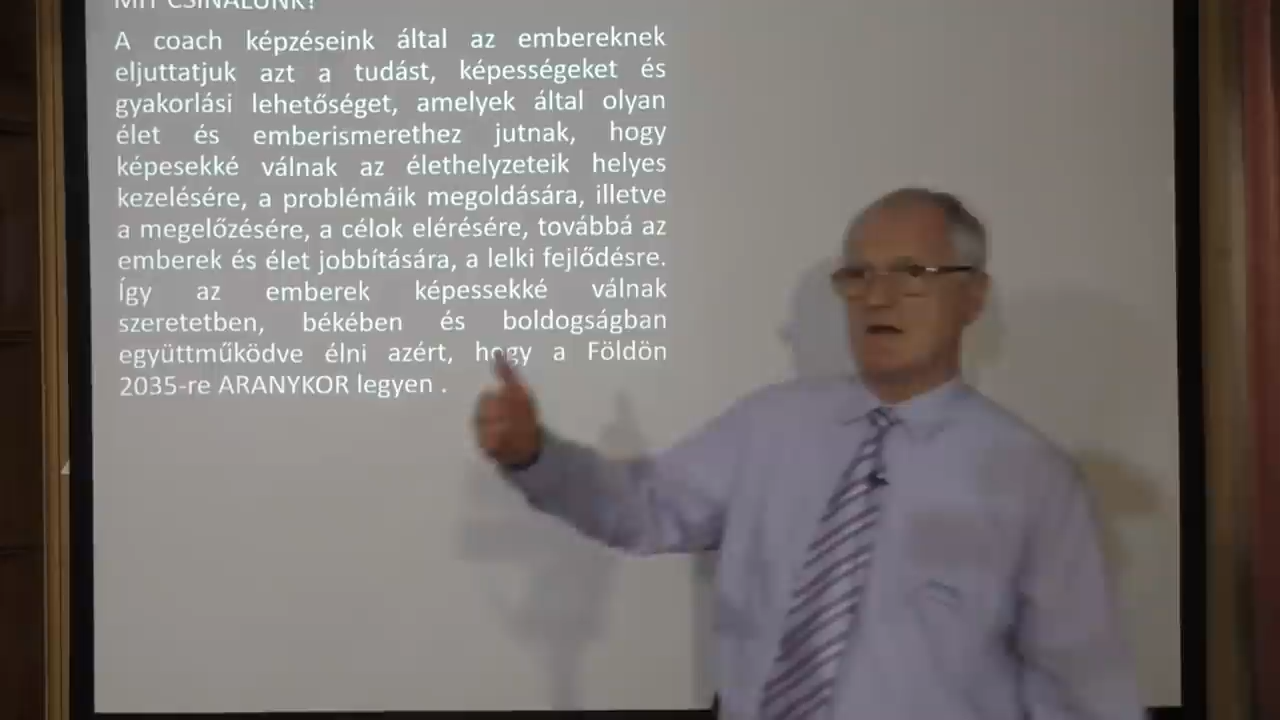 MIT CSINÁLUNK?
A coach képzéseink által az embereknek
eljuttatjuk azt a tudást, képességeket és
gyakorlási lehetőséget, amelyek által olyan
élet és emberismerethez jutnak, hogy
képesekké válnak az élethelyzeteik helyes
kezelésére, a problémáik megoldására, illetve
a megelőzésére, a célok elérésére, továbbá az
emberek és élet jobbítására, a lelki fejlődésre.
Így az emberek képessekké válnak
szeretetben, békében és boldogságban
együttműködve élni azért, hogy a Földön
2035-re ARANYKOR legyen .